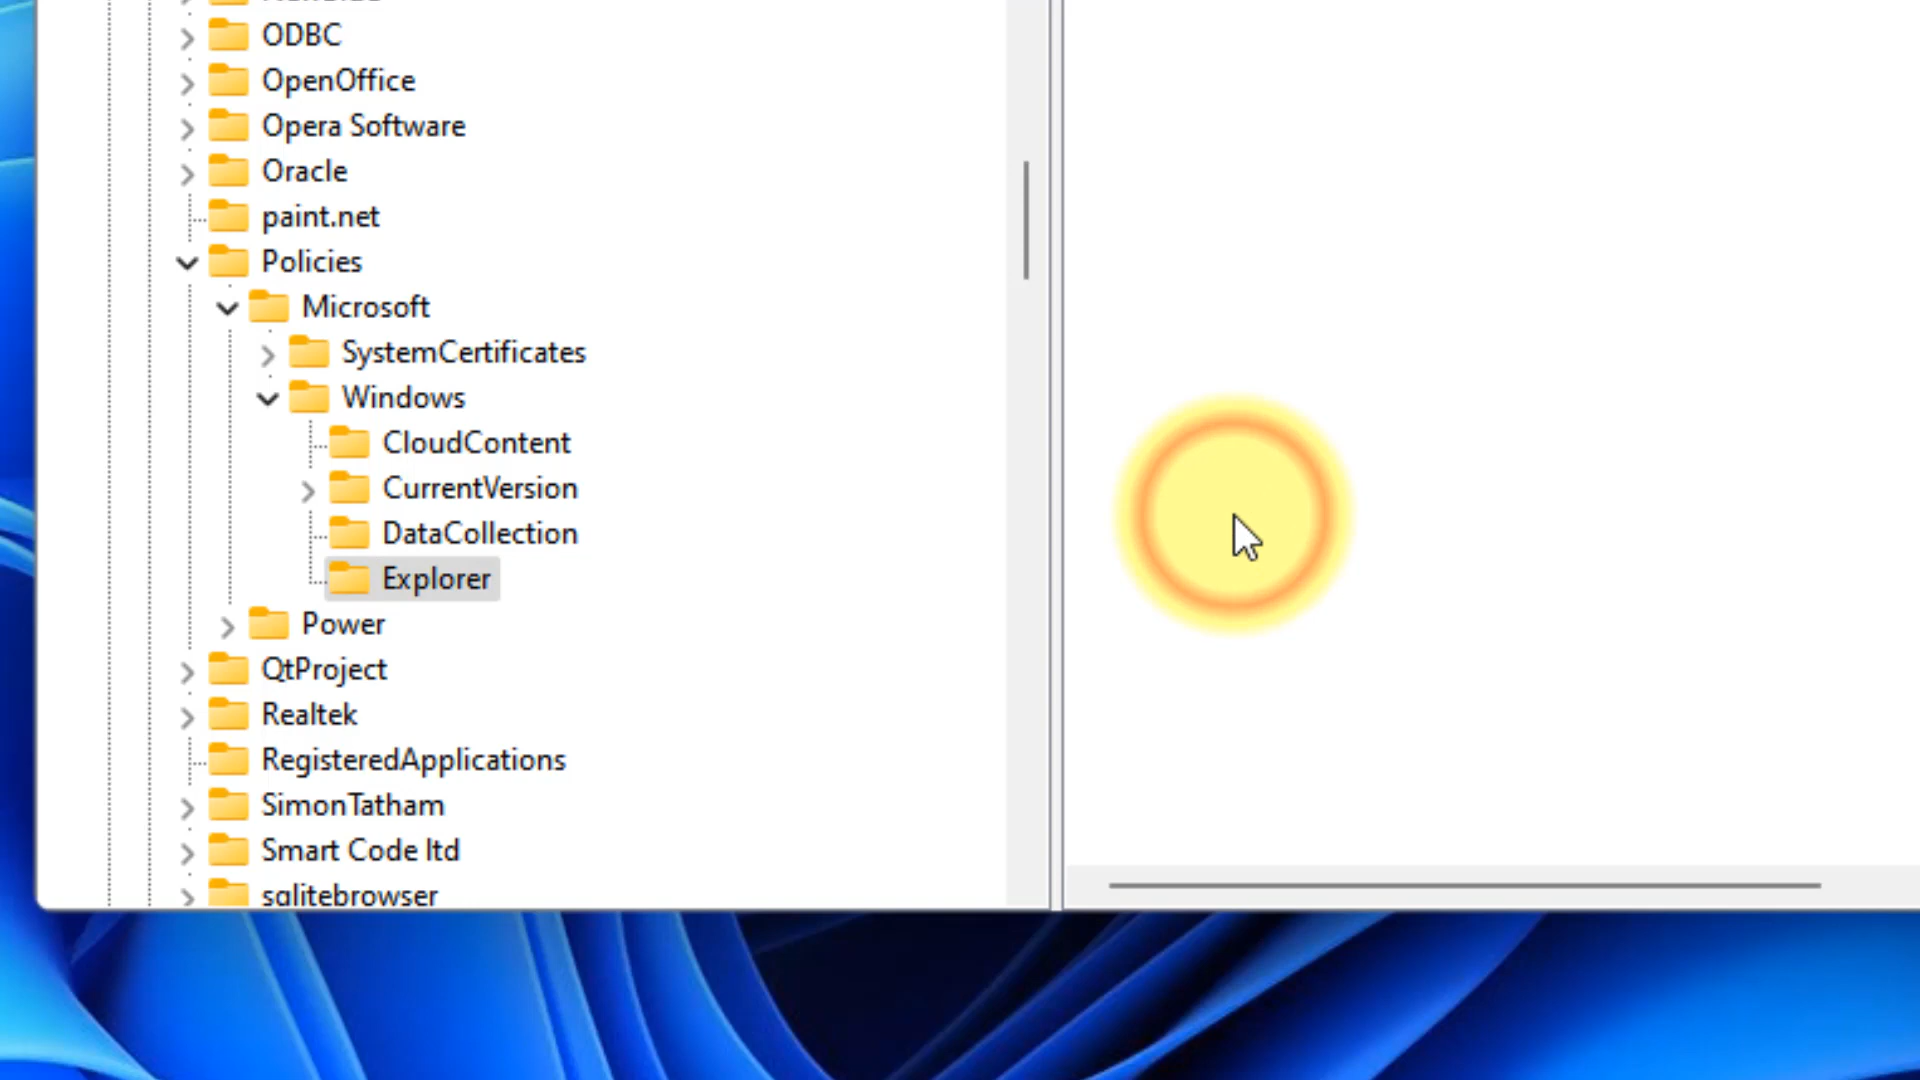 ODBC
OpenOffice
Opera Software
Oracle
paint.net
Policies
Microsoft
SystemCertificates
Windows
CloudContent
CurrentVersion
DataCollection
Explorer
Power
QtProject
Realtek
RegisteredApplications
SimonTatham
Smart Code ltd
sqlitebrowser